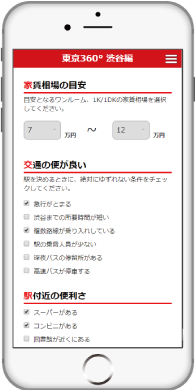 東京360° 渋谷編
家賃相場の目安
目安となるワンルーム、1K/1DKの家賃相場を選択
してください。
7 万円 ～ 12 万円
交通の便が良い
駅を決めるときに、絶対にゆずれない条件をチェッ
クしてください。
急行がとまる
渋谷までの所要時間が短い
複数路線が乗り入れている
駅の乗降人員が少ない
深夜バスの停留所がある
高速バスが停車する
駅付近の便利さ
スーパーがある
コンビニがある
図書館が近くにある